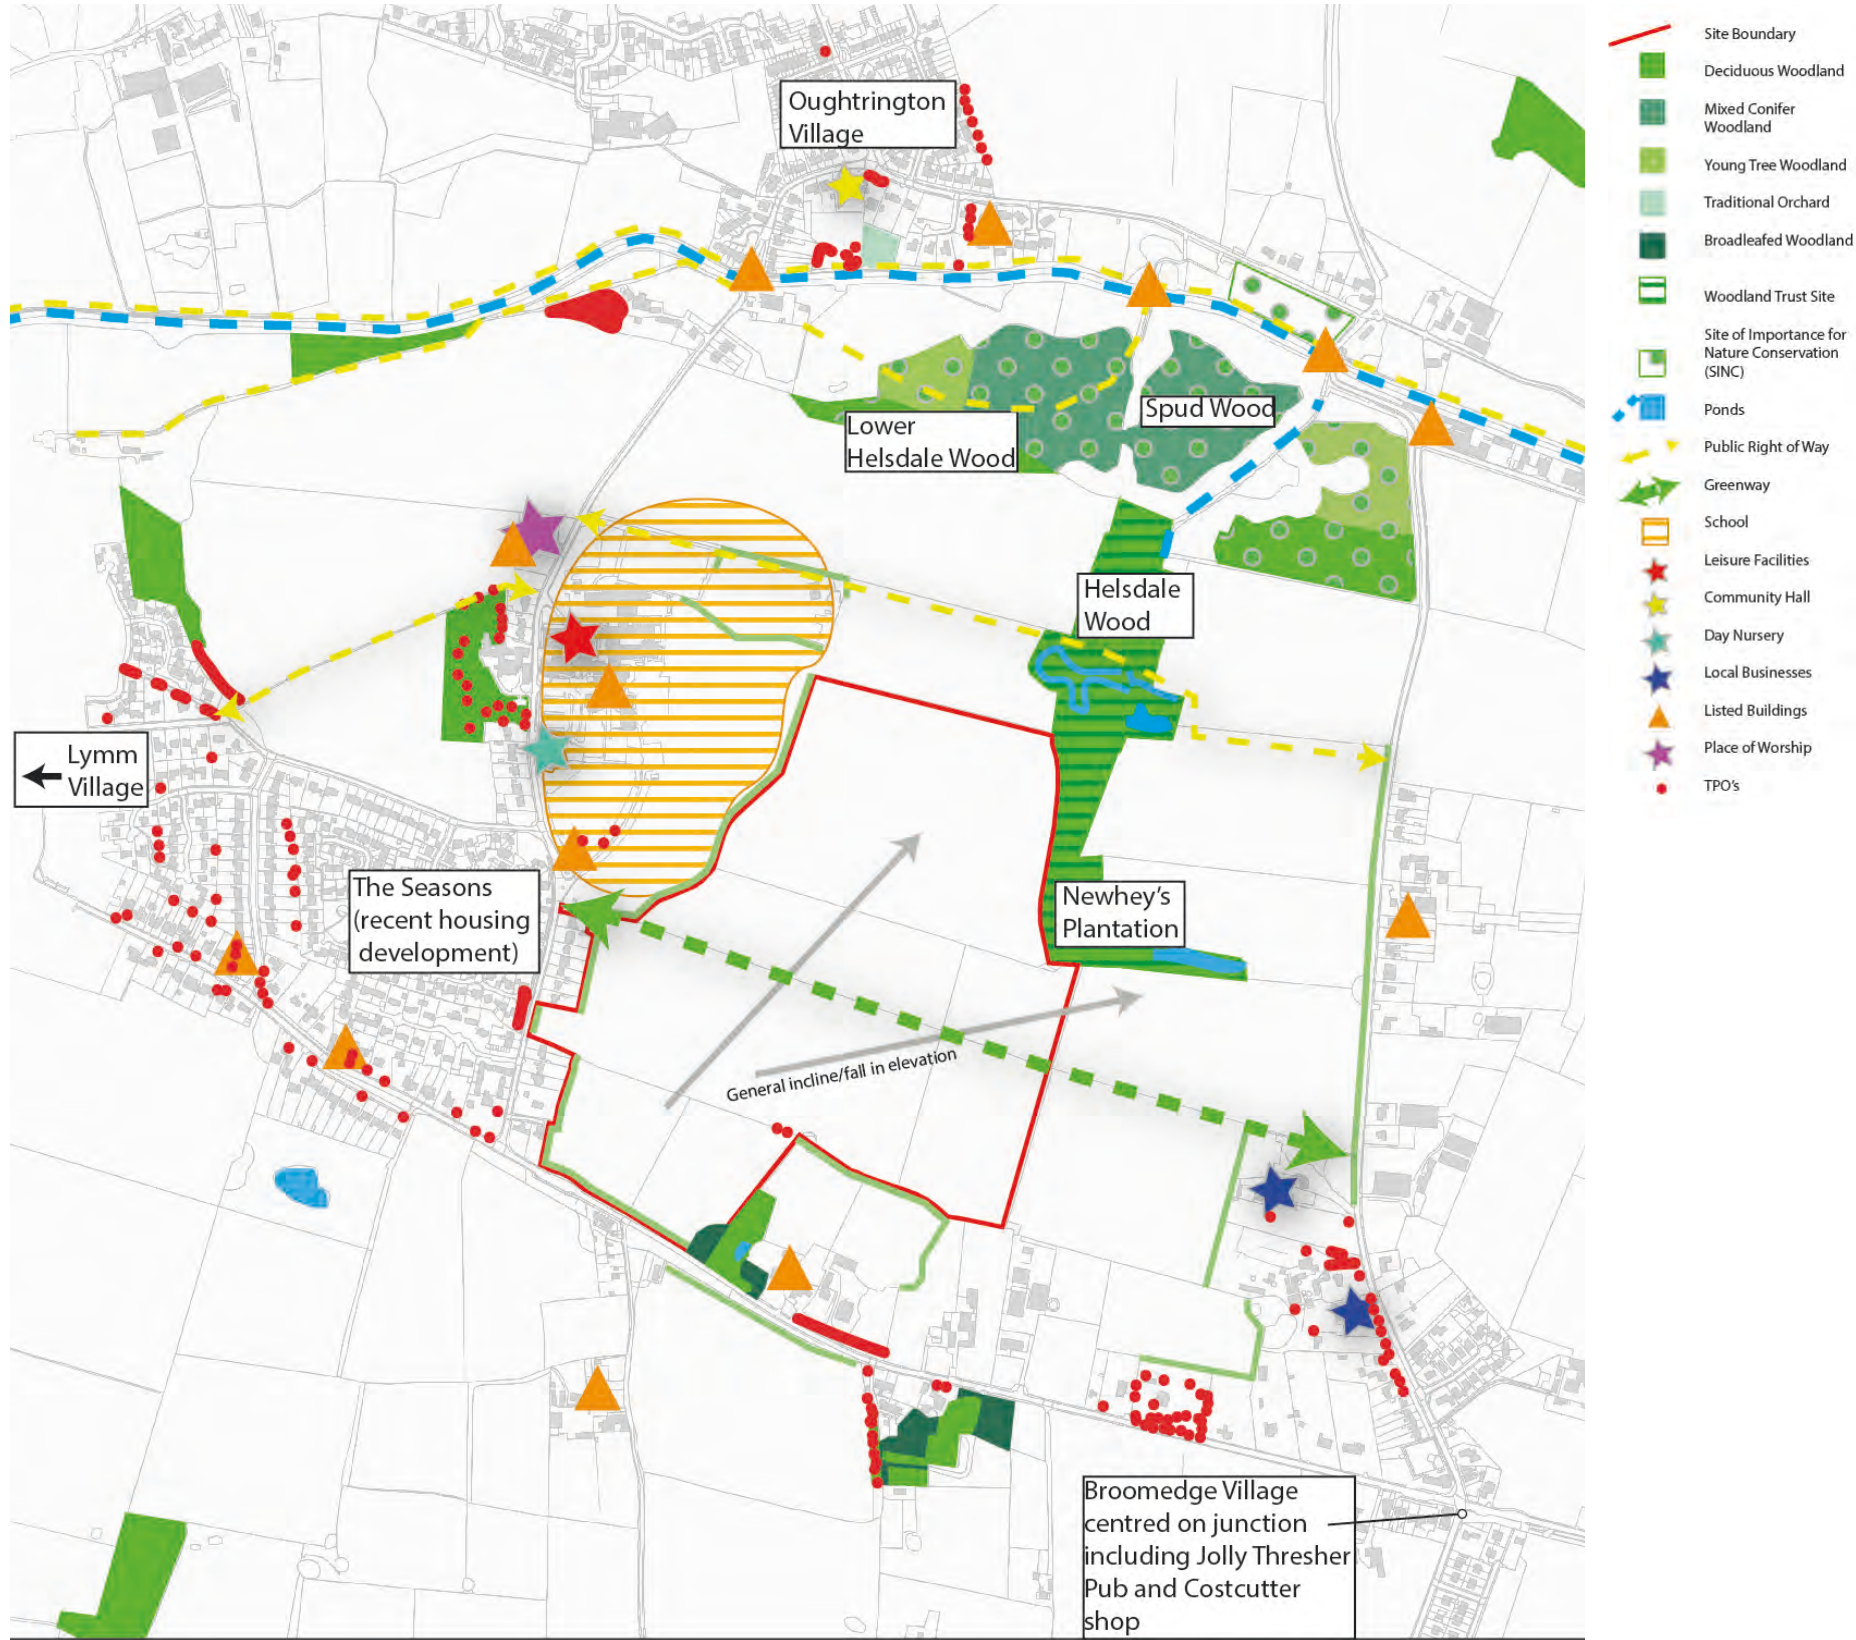 Oughtrington
Village
Lower
Helsdale Wood
Spud Wood
Helsdale
Wood
Lymm
Village
The Seasons
(recent housing
development)
Newhey's
Plantation
General incline/fall in elevation
Broomedge Village
centred on junction
including Jolly Thresher
Pub and Costcutter
shop
Site Boundary
Deciduous Woodland
Mixed Conifer
Woodland
Young Tree Woodland
Traditional Orchard
Broadleafed Woodland
Woodland Trust Site
Site of Importance for
Nature Conservation
(SINC)
Ponds
Public Right of Way
Greenway
School
Leisure Facilities
Community Hall
Day Nursery
Local Businesses
Listed Buildings
Place of Worship
TPO's